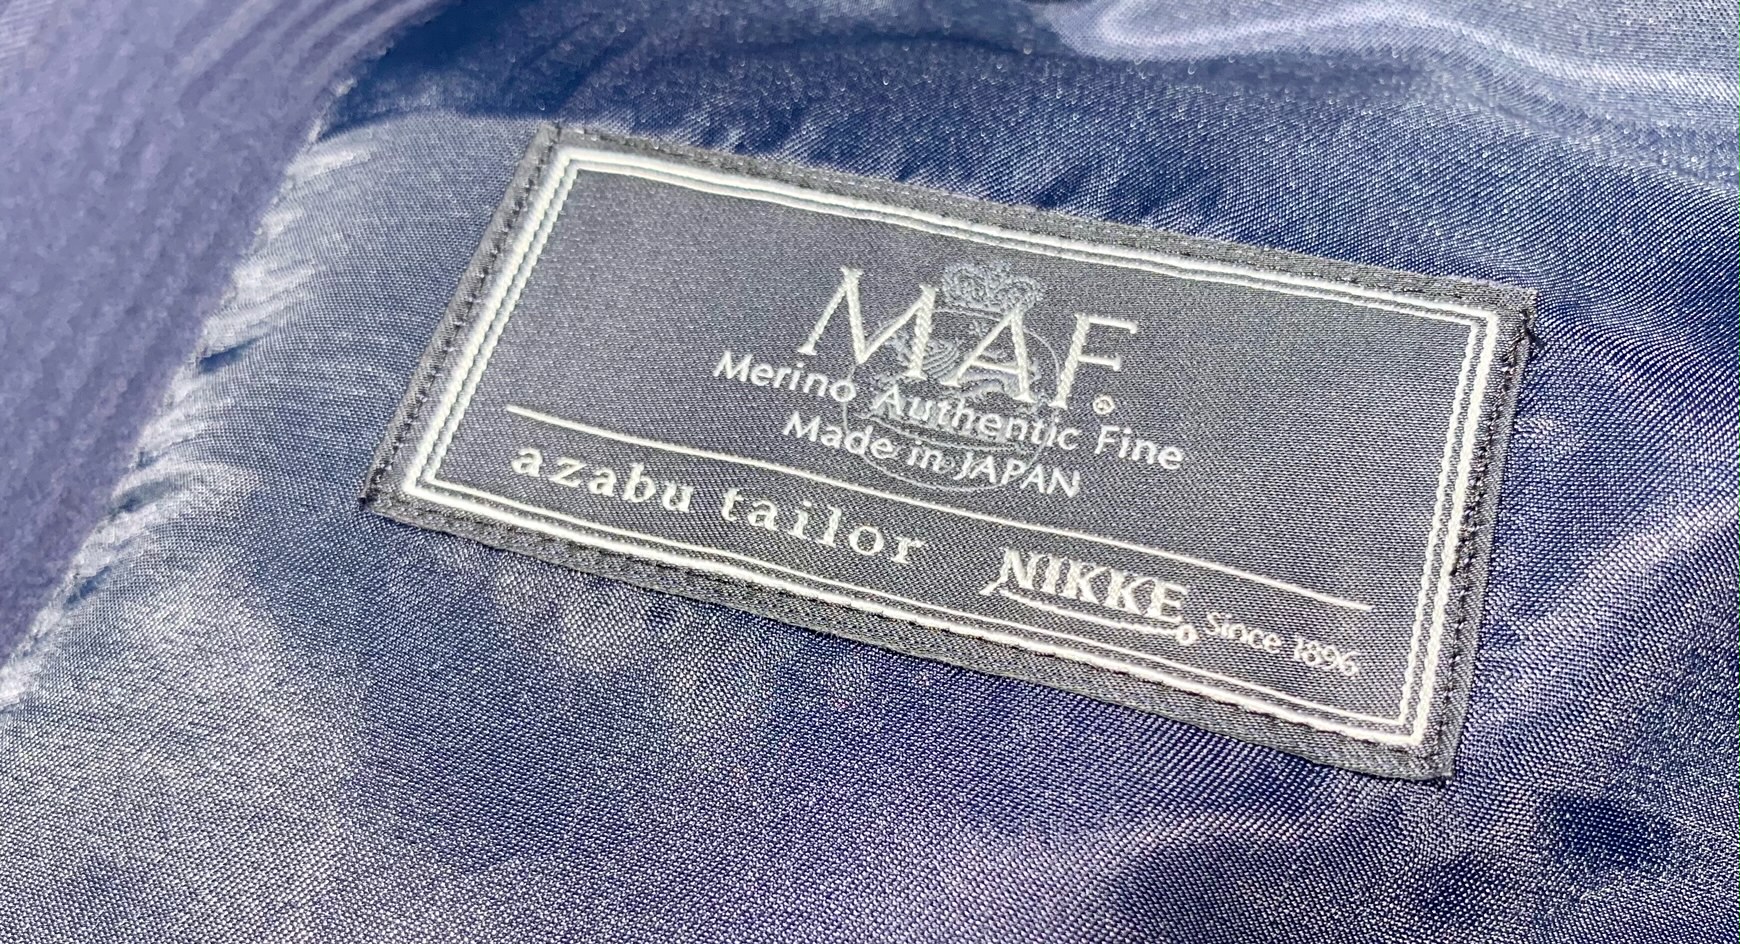 MAF®
Merino Authentic Fine
Made in JAPAN
azabu tailor NIKKE® Since 1896